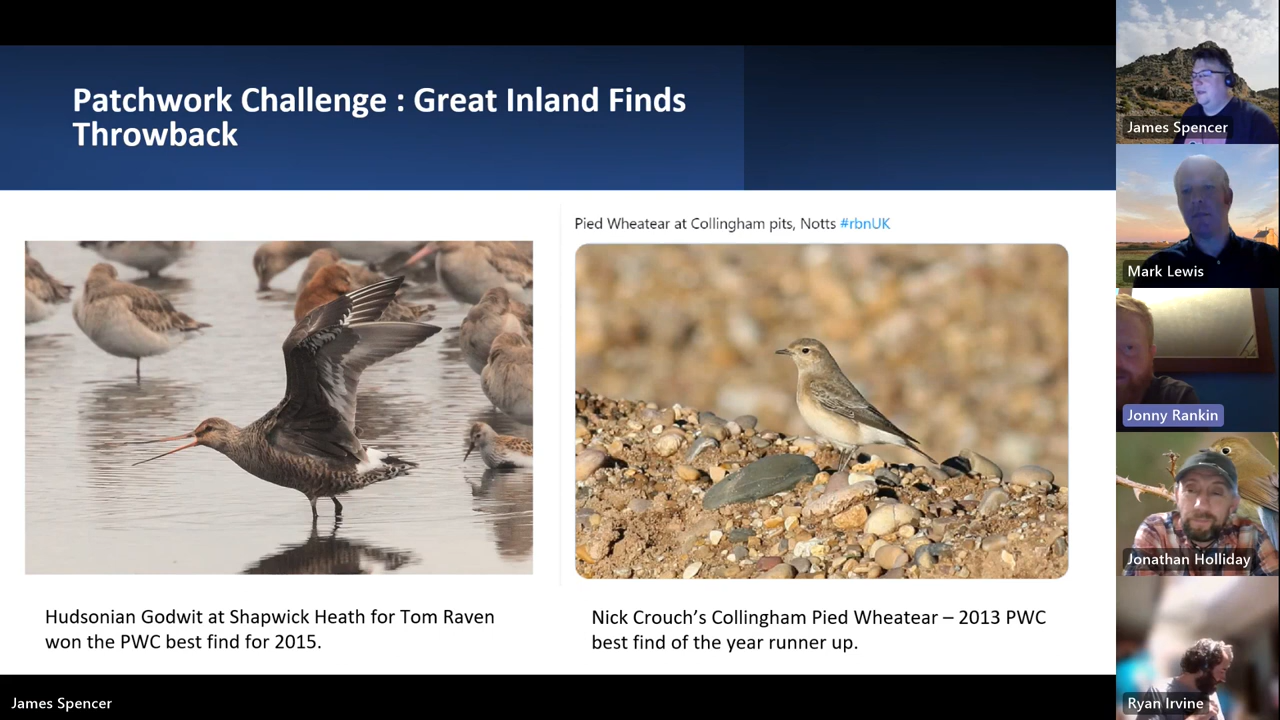 Patchwork Challenge : Great Inland Finds
Throwback
Pied Wheatear at Collingham pits, Notts #rbnUK
Hudsonian Godwit at Shapwick Heath for Tom Raven
won the PWC best find for 2015.
Nick Crouch’s Collingham Pied Wheatear – 2013 PWC
best find of the year runner up.
James Spencer
James Spencer
Mark Lewis
Jonny Rankin
Jonathan Holliday
Ryan Irvine